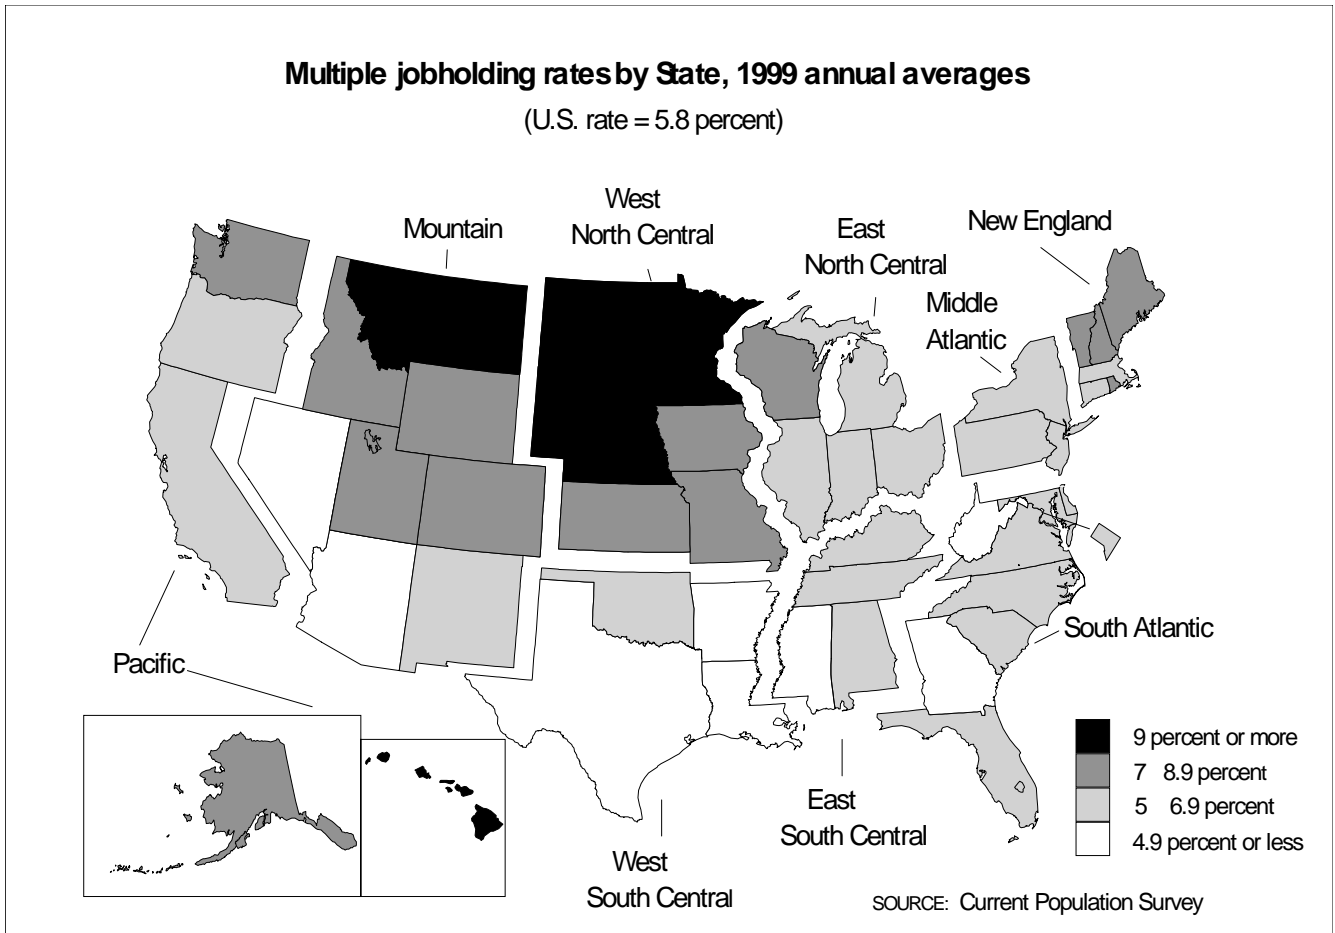 Multiple jobholding rates by State, 1999 annual averages
(U.S. rate = 5.8 percent)
West
North Central
Mountain
East
North Central
New England
Middle
Atlantic
South Atlantic
Pacific
East
South Central
West
South Central
9 percent or more
7 8.9 percent
5 6.9 percent
4.9 percent or less
SOURCE: Current Population Survey